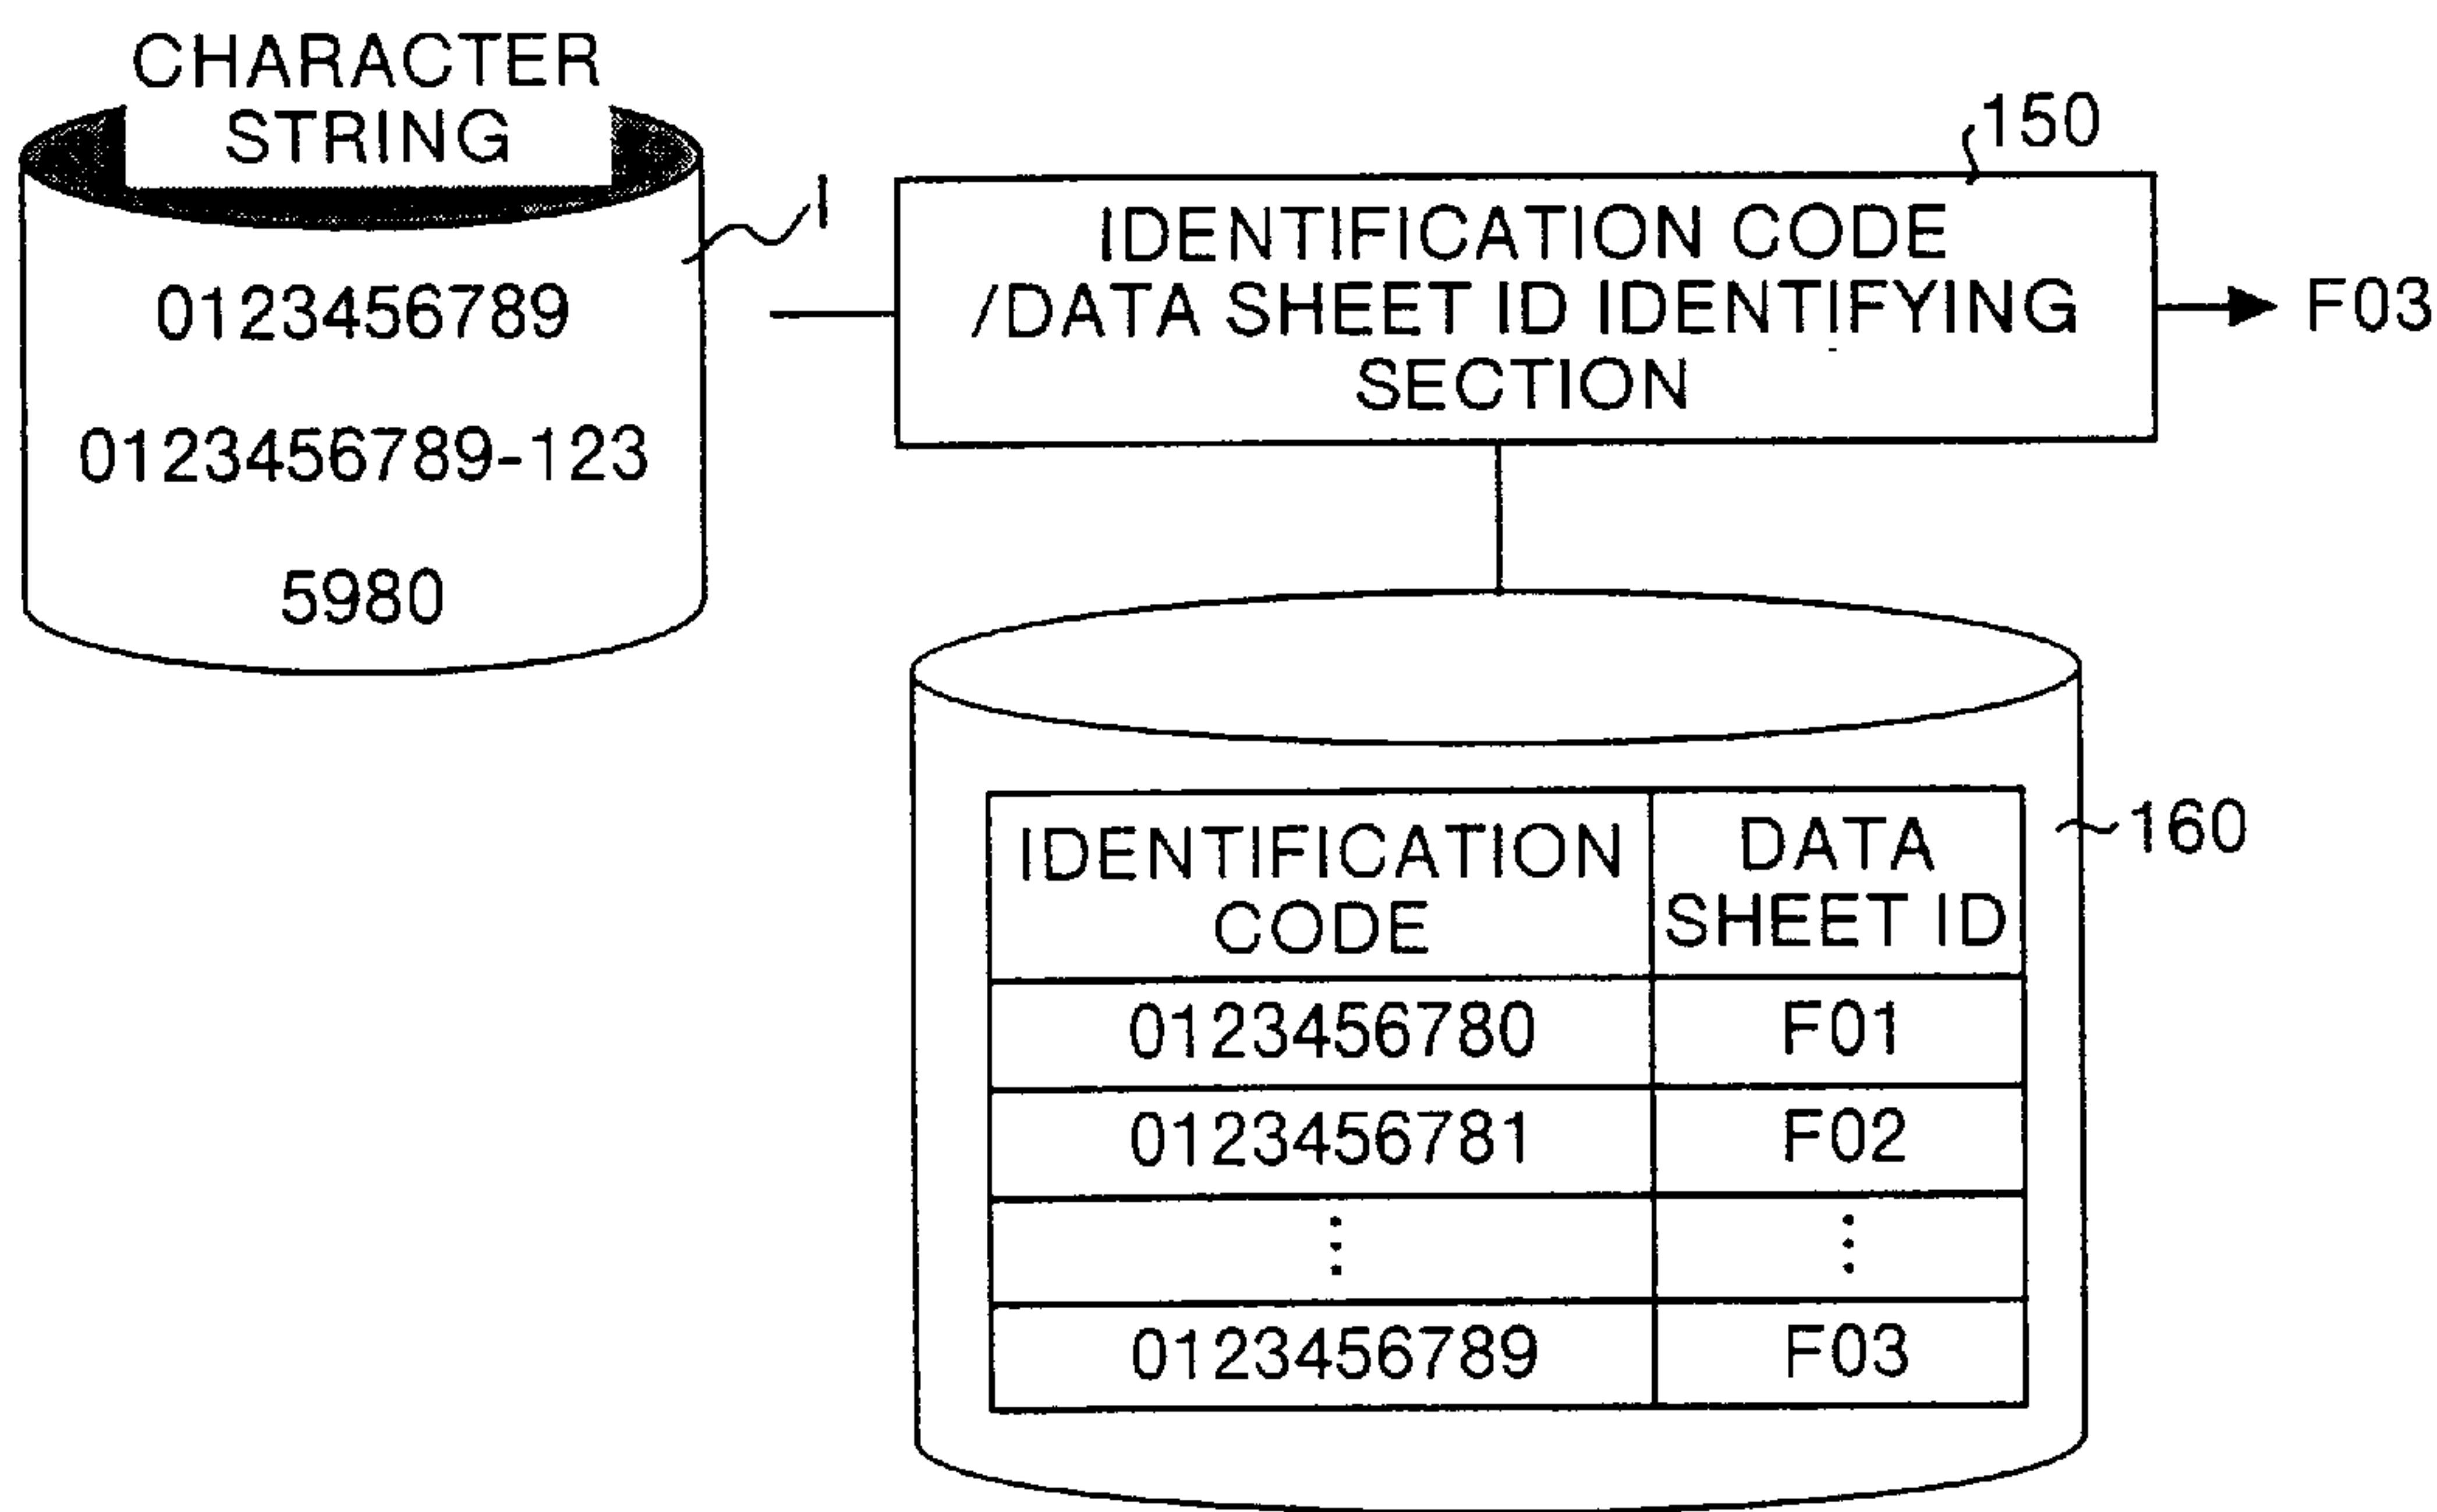 CHARACTER
STRING
I
0123456789
0123456789-123
5980
150
IDENTIFICATION CODE
/DATA SHEET ID IDENTIFYING
SECTION
F03
160
IDENTIFICATION
CODE
DATA
SHEET ID
0123456780
F01
0123456781
F02
⋮
⋮
0123456789
F03